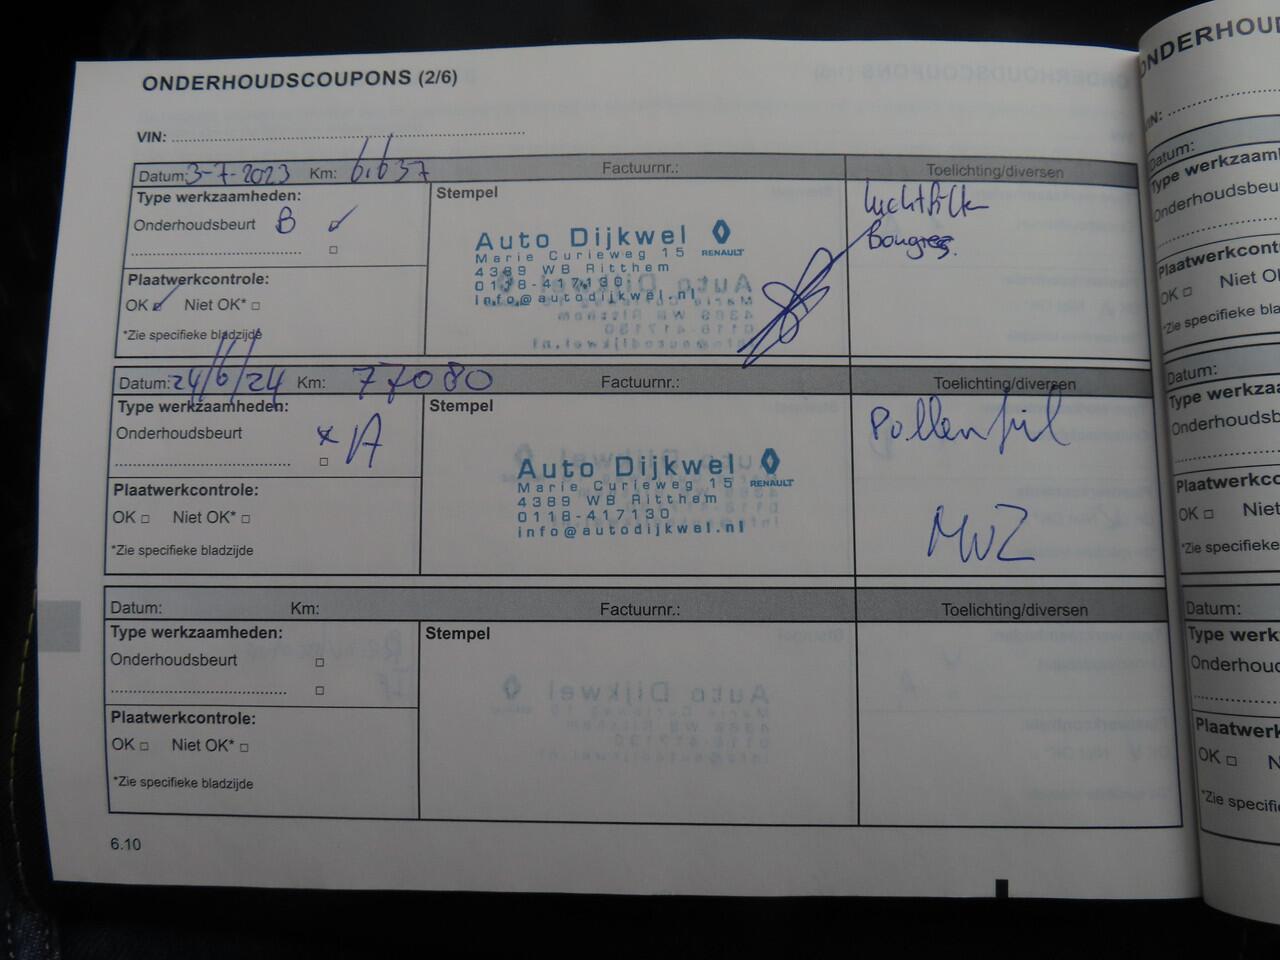 ONDERHOUDSCOUPONS (2/6)
VIN:
Datum: 3-7-2023 Km: Factuurnr.: Toelichting/diversen
Type werkzaamheden:
Onderhoudsbeurt B
Plaatwerkcontrole:
OK Niet OK*
*Zie specifieke bladzijde
Stempel
Auto Dijkwel
RENAULT
Marie Curieweg 15
4389 WB Ritthem
0118-417130
info@autodijkwel.nl
Luchtfilter
Bougies
Datum: 24/6/24 Km: 77080 Factuurnr.: Toelichting/diversen
Type werkzaamheden:
Onderhoudsbeurt x A
Plaatwerkcontrole:
OK Niet OK*
*Zie specifieke bladzijde
Stempel
Auto Dijkwel
RENAULT
Marie Curieweg 15
4389 WB Ritthem
0118-417130
info@autodijkwel.nl
Pollenfil
Datum: Km: Factuurnr.: Toelichting/diversen
Type werkzaamheden:
Onderhoudsbeurt
Plaatwerkcontrole:
OK Niet OK*
*Zie specifieke bladzijde
Stempel
6.10
ONDERHOUD
VIN:
Datum:
Type werkzaam
Onderhoudsbeu
Plaatwerkcont
OK Niet O
*Zie specifieke bla
Datum:
Type werkza
Onderhoudsb
Plaatwerkco
OK Niet
*Zie specifieke
Datum:
Type werk
Onderhoud
Plaatwerk
OK N
*Zie specifi